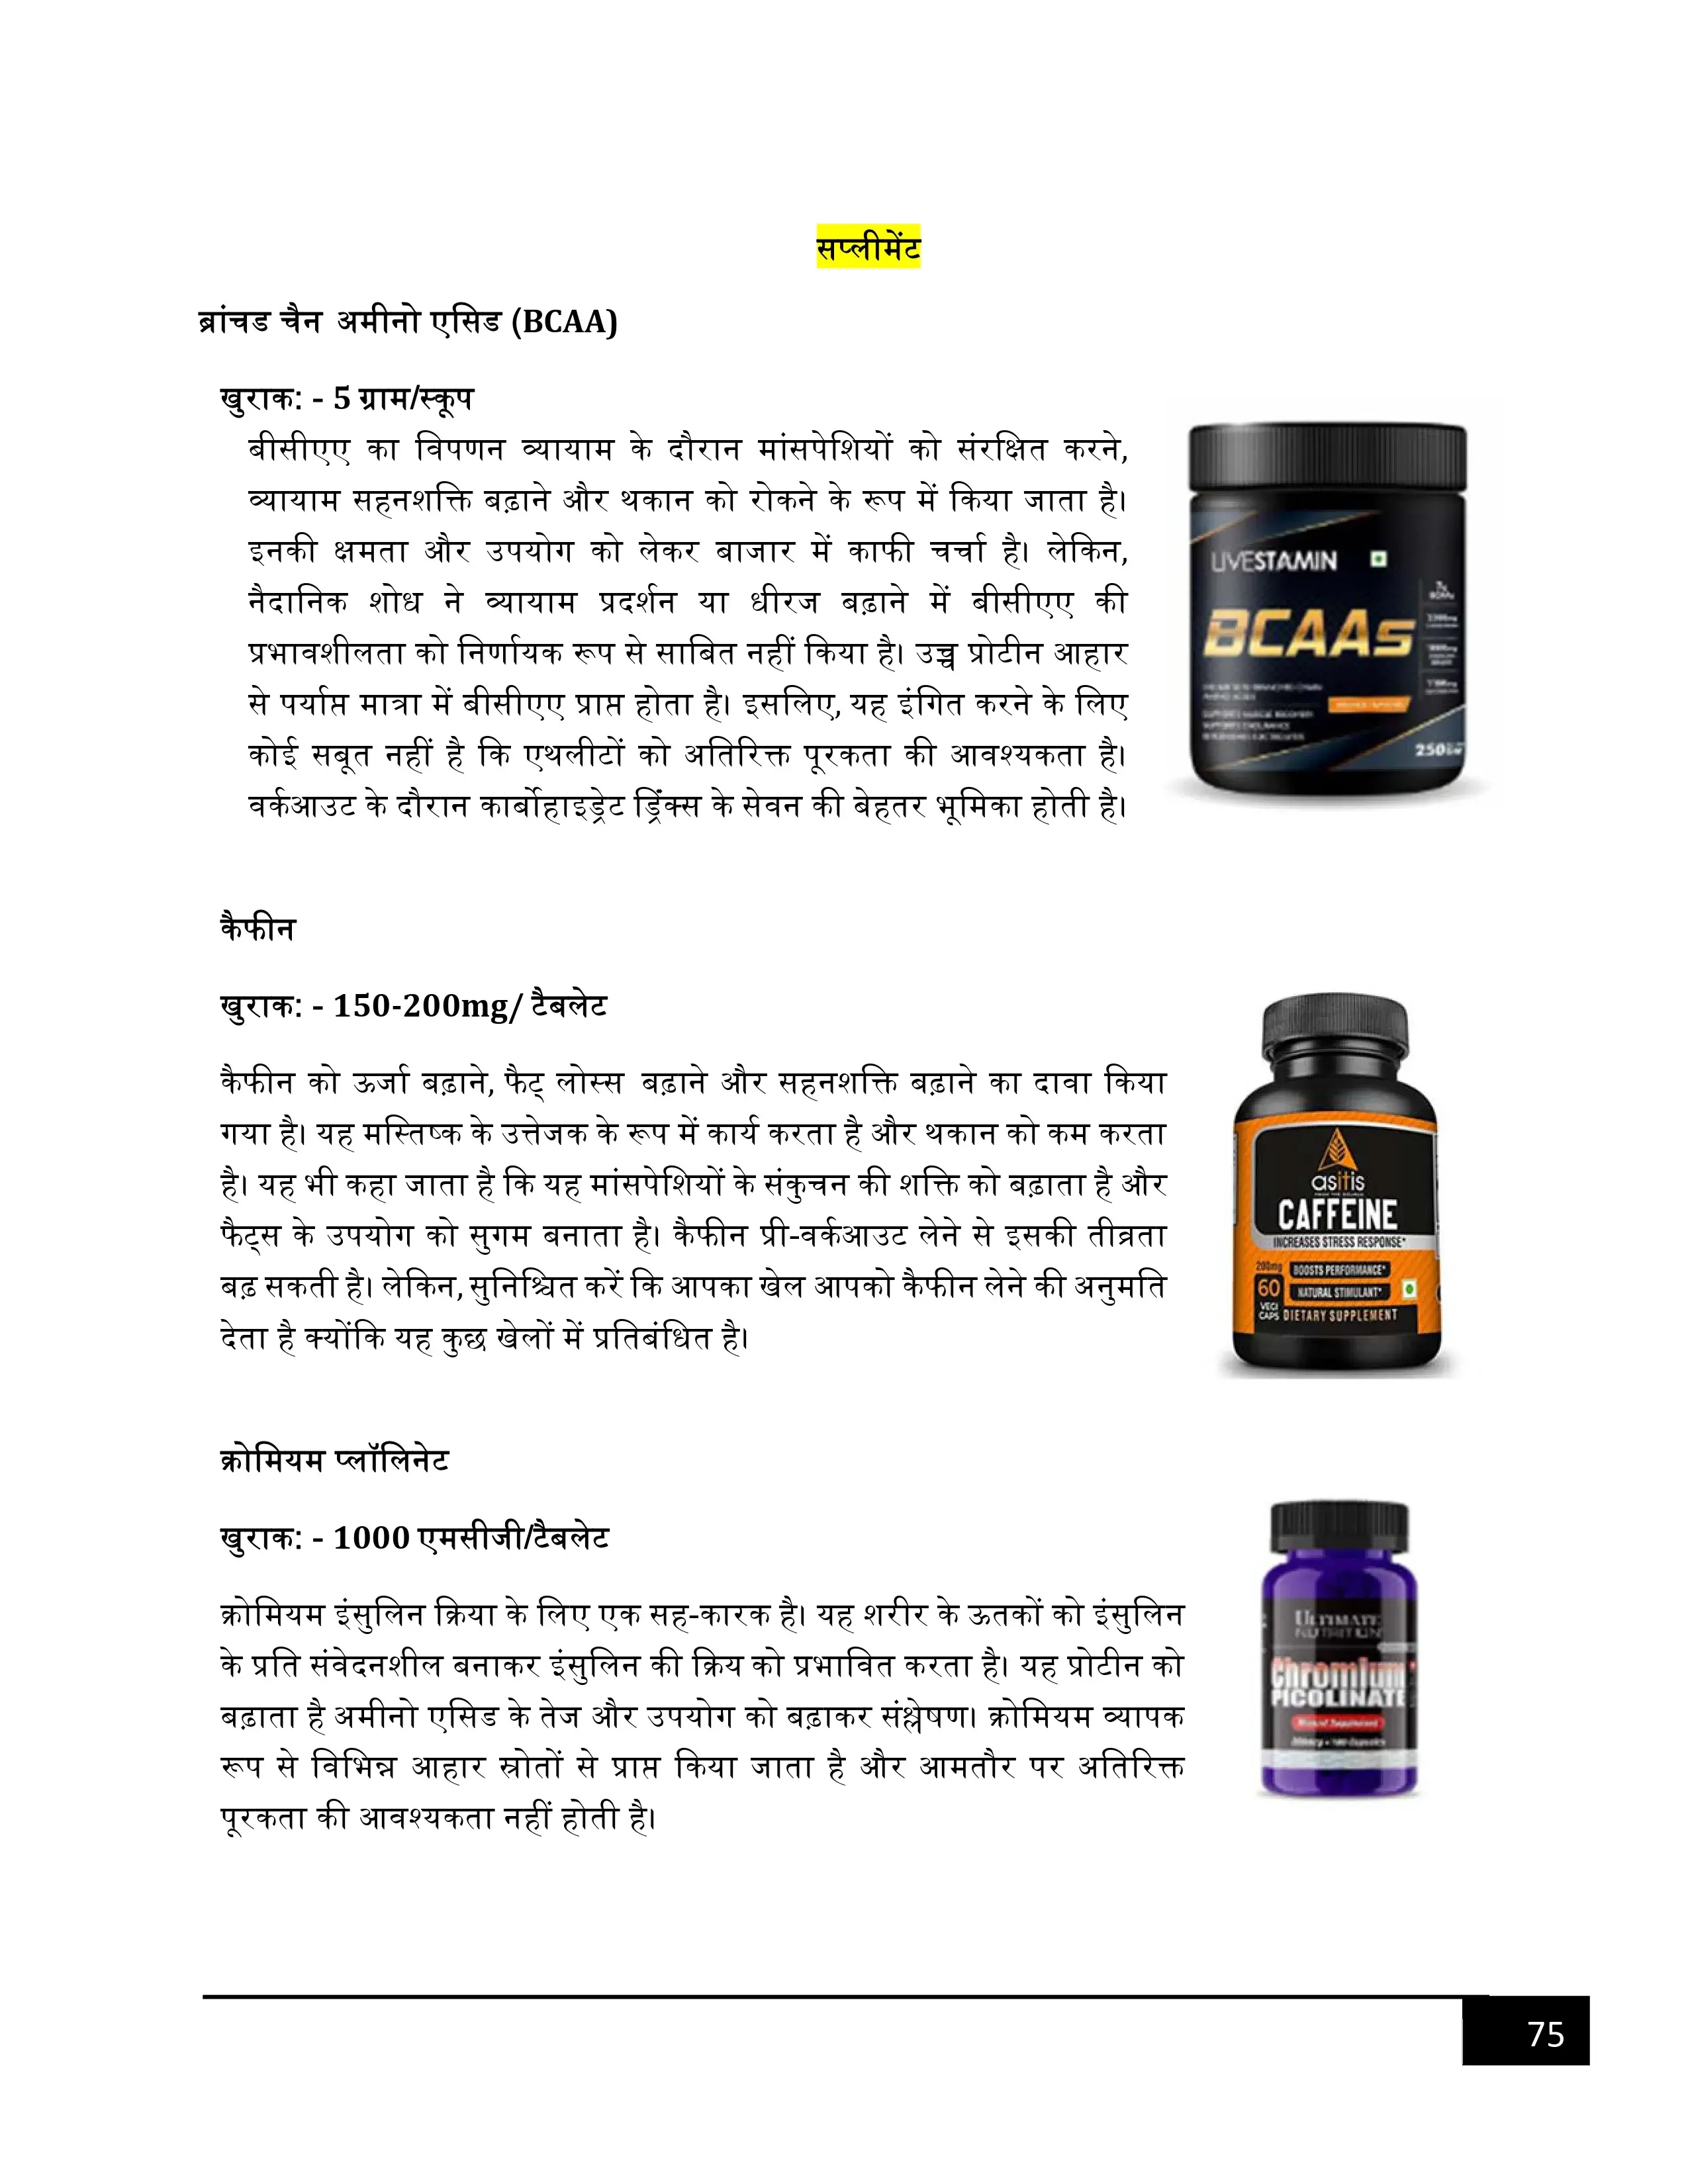 सप्लीमेंट
ब्रांचड चैन अमीनो एसिड (BCAA)
खुराक: - 5 ग्राम/स्कूप
बीसीएए का विपणन व्यायाम के दौरान मांसपेशियों को संरक्षित करने,
व्यायाम सहनशक्ति बढ़ाने और थकान को रोकने के रूप में किया जाता है।
इनकी क्षमता और उपयोग को लेकर बाजार में काफी चर्चा है। लेकिन,
नैदानिक शोध ने व्यायाम प्रदर्शन या धीरज बढ़ाने में बीसीएए की
प्रभावशीलता को निर्णायक रूप से साबित नहीं किया है। उच्च प्रोटीन आहार
से पर्याप्त मात्रा में बीसीएए प्राप्त होता है। इसलिए, यह इंगित करने के लिए
कोई सबूत नहीं है कि एथलीटों को अतिरिक्त पूरकता की आवश्यकता है।
वर्कआउट के दौरान कार्बोहाइड्रेट ड्रिंक्स के सेवन की बेहतर भूमिका होती है।
LIVESTAMIN
BCAAs
250
कैफीन
खुराक: - 150-200mg/ टैबलेट
कैफीन को ऊर्जा बढ़ाने, फैट् लोस्स बढ़ाने और सहनशक्ति बढ़ाने का दावा किया
गया है। यह मस्तिष्क के उत्तेजक के रूप में कार्य करता है और थकान को कम करता
है। यह भी कहा जाता है कि यह मांसपेशियों के संकुचन की शक्ति को बढ़ाता है और
फैट्स के उपयोग को सुगम बनाता है। कैफीन प्री-वर्कआउट लेने से इसकी तीव्रता
बढ़ सकती है। लेकिन, सुनिश्चित करें कि आपका खेल आपको कैफीन लेने की अनुमति
देता है क्योंकि यह कुछ खेलों में प्रतिबंधित है।
asitis
CAFFEINE
INCREASES STRESS RESPONSE*
200mg
BOOSTS PERFORMANCE*
60
NATURAL STIMULANT*
VEGI
CAPS
DIETARY SUPPLEMENT
क्रोमियम प्लॉलिनेट
खुराक: - 1000 एमसीजी/टैबलेट
क्रोमियम इंसुलिन क्रिया के लिए एक सह-कारक है। यह शरीर के ऊतकों को इंसुलिन
के प्रति संवेदनशील बनाकर इंसुलिन की क्रिय को प्रभावित करता है। यह प्रोटीन को
बढ़ाता है अमीनो एसिड के तेज और उपयोग को बढ़ाकर संश्लेषण। क्रोमियम व्यापक
रूप से विभिन्न आहार स्रोतों से प्राप्त किया जाता है और आमतौर पर अतिरिक्त
पूरकता की आवश्यकता नहीं होती है।
ULTIMATE
NUTRITION
Chromium
PICOLINATE
75